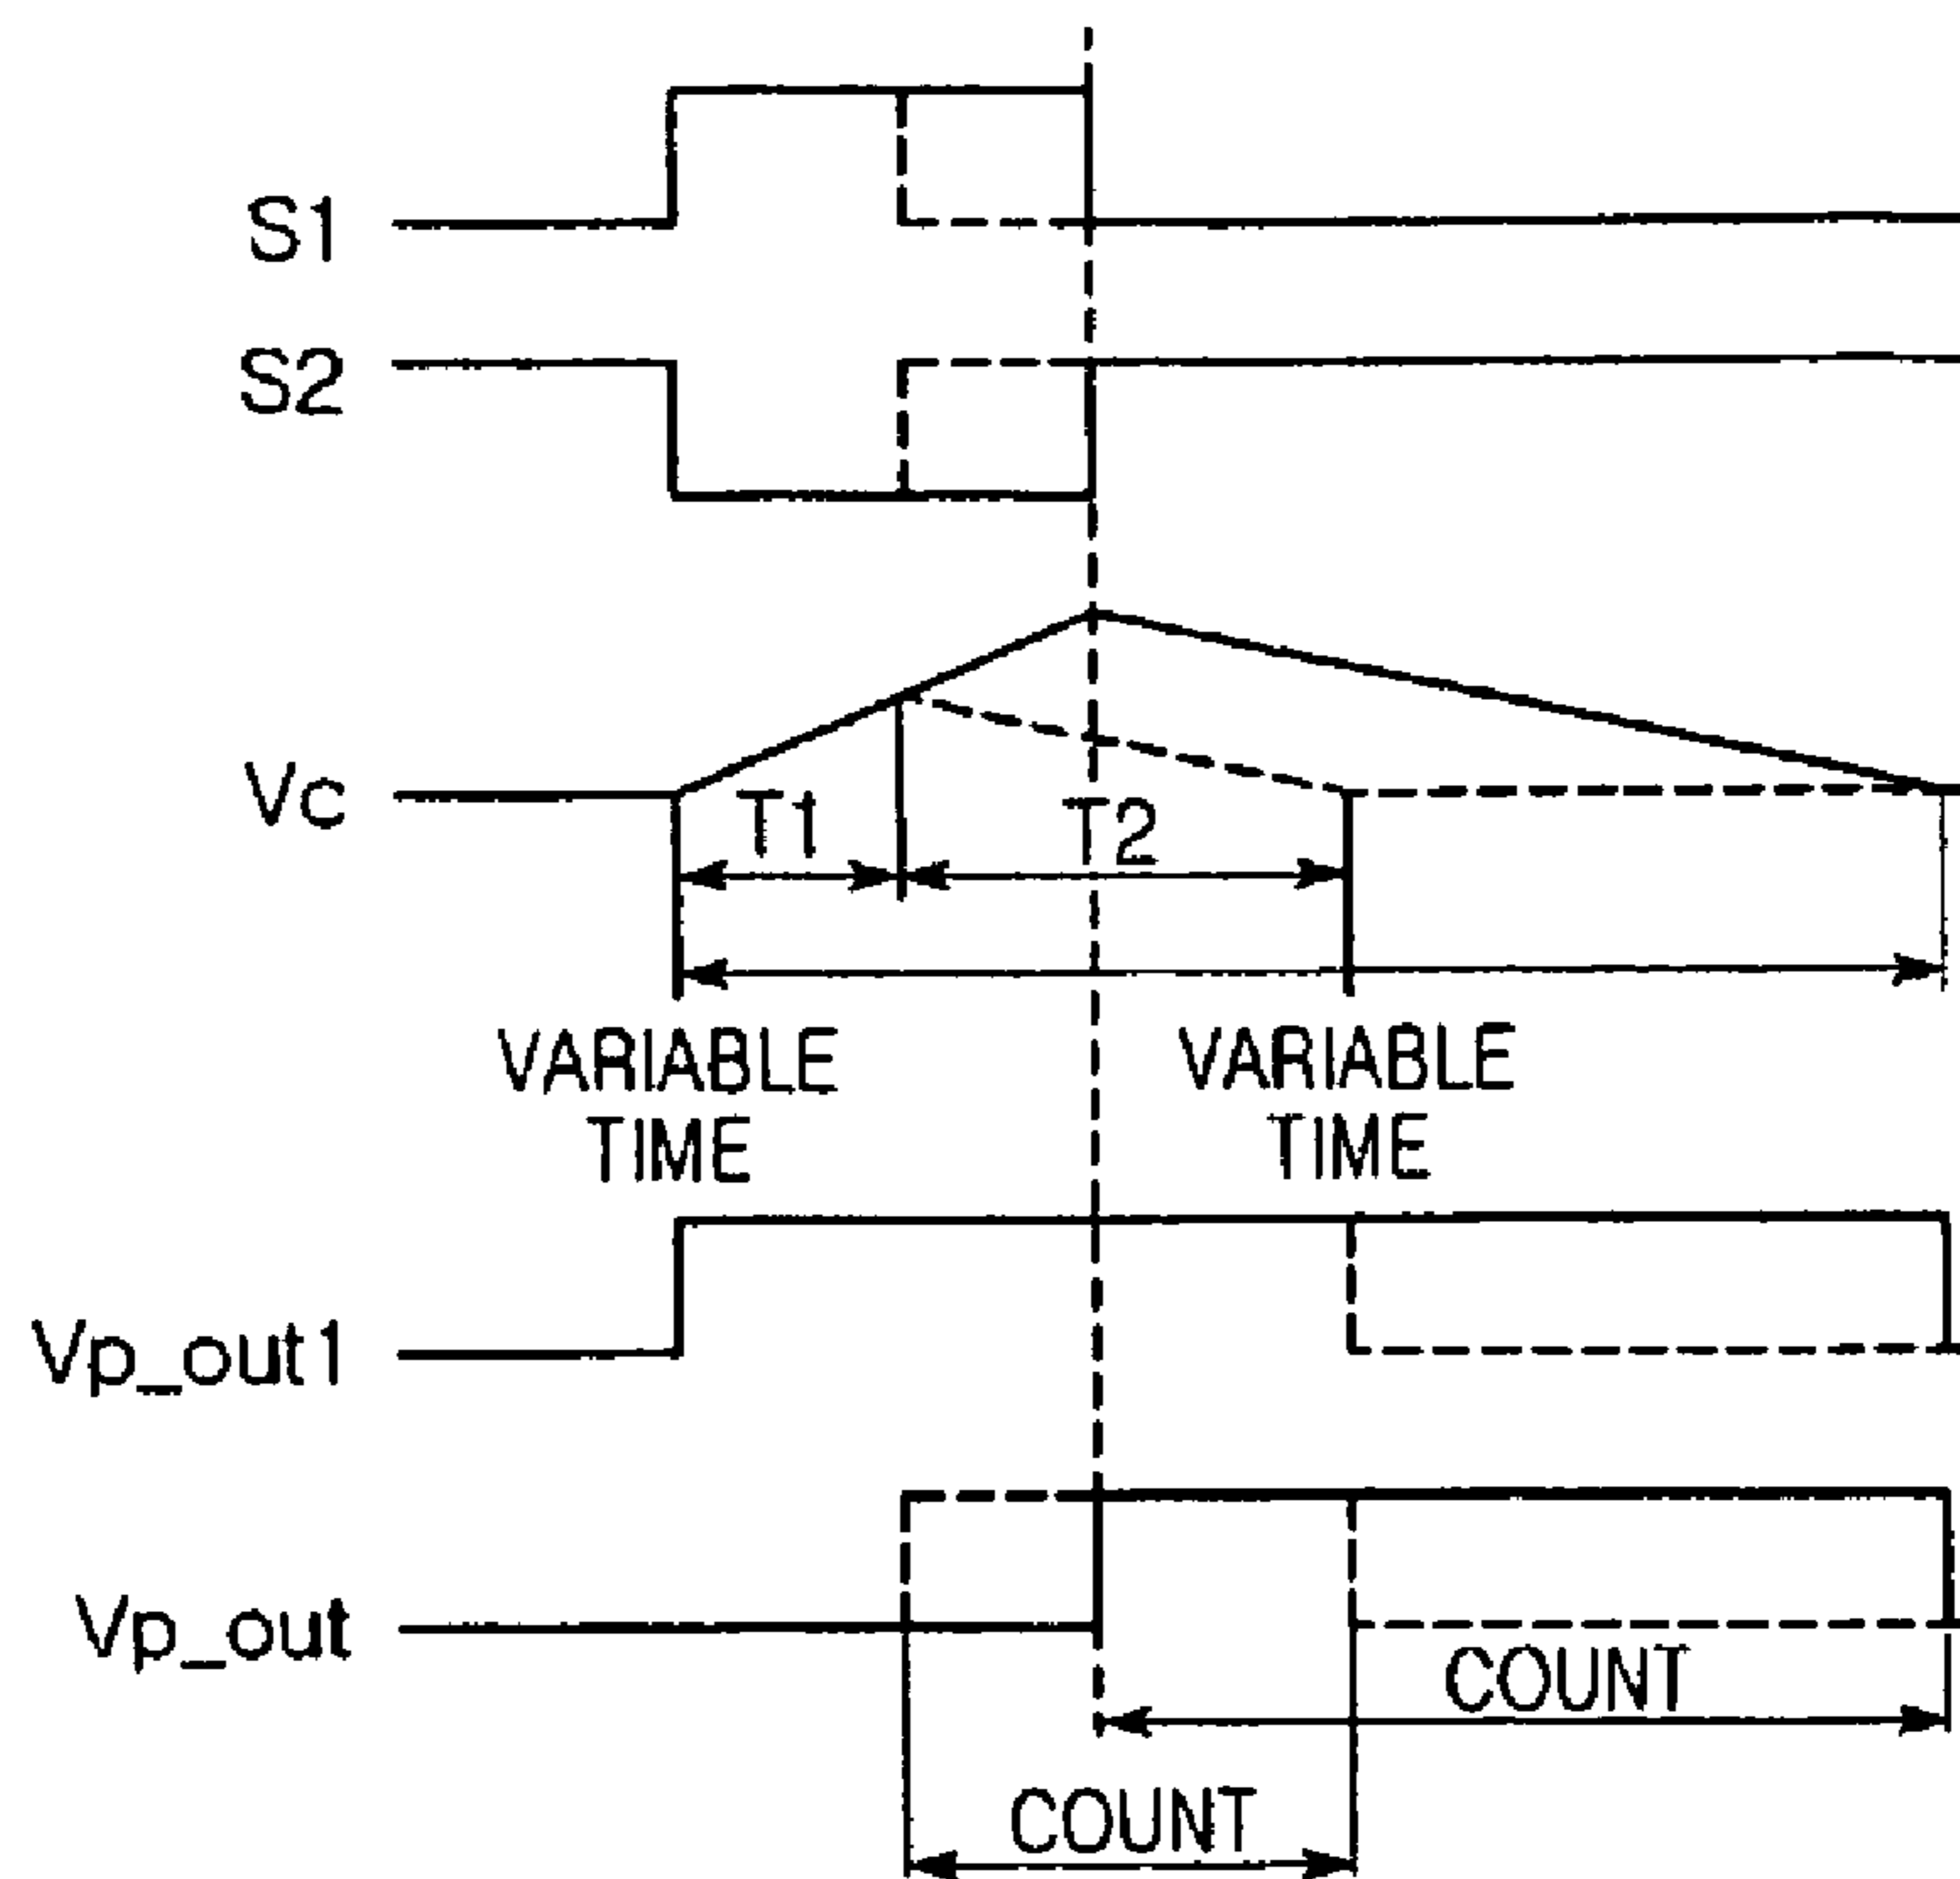 S1
S2
Vc
T1
T2
VARIABLE
TIME
VARIABLE
TIME
Vp_out1
Vp_out
COUNT
COUNT